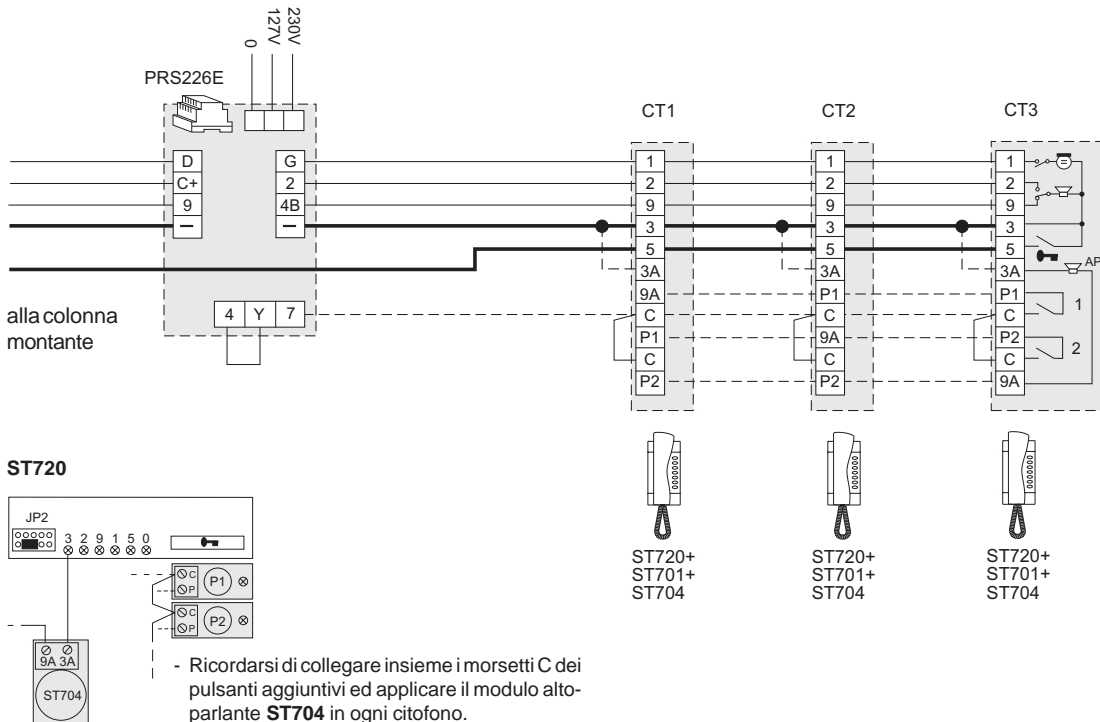 0
127V
230V
PRS226E
CT1
CT2
CT3
D
G
C+
2
9
4B
—
—
4 Y 7
1
2
9
3
5
3A
9A
C
P1
C
P2
1
2
9
3
5
3A
P1
C
9A
C
P2
1
2
9
3
5
3A
P1
C
P2
C
9A
AP
1
2
alla colonna
montante
ST720+
ST701+
ST704
ST720+
ST701+
ST704
ST720+
ST701+
ST704
ST720
JP2
3 2 9 1 5 0
C
P
P1
C
P
P2
9A 3A
ST704
- Ricordarsi di collegare insieme i morsetti C dei
pulsanti aggiuntivi ed applicare il modulo alto-
parlante ST704 in ogni citofono.